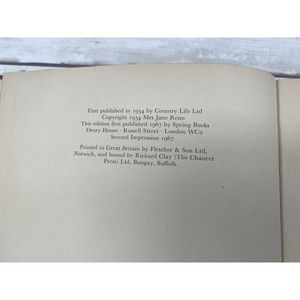 First published in 1934 by Country Life Ltd
Copyright 1934 Mrs Jane Renn
This edition first published 1967 by Spring Books
Drury House · Russell Street · London WC2
Second Impression 1967
Printed in Great Britain by Fletcher & Son Ltd,
Norwich, and bound by Richard Clay (The Chaucer
Press) Ltd, Bungay, Suffolk.